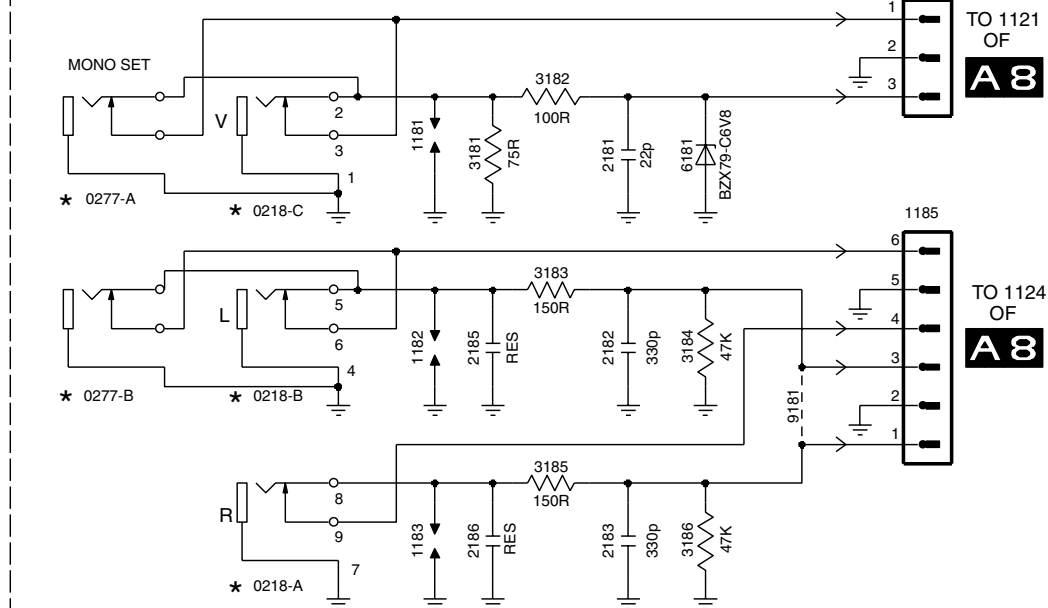 1
TO 1121
OF
A 8
2
3
MONO SET
V
2
3
1
* 0277-A
* 0218-C
1181
3181
75R
3182
100R
2181
22p
6181
BZX79-C6V8
1185
6
5
4
3
2
1
TO 1124
OF
A 8
L
5
6
4
* 0277-B
* 0218-B
1182
2185
RES
3183
150R
2182
330p
3184
47K
9181
R
8
9
7
* 0218-A
1183
2186
RES
3185
150R
2183
330p
3186
47K